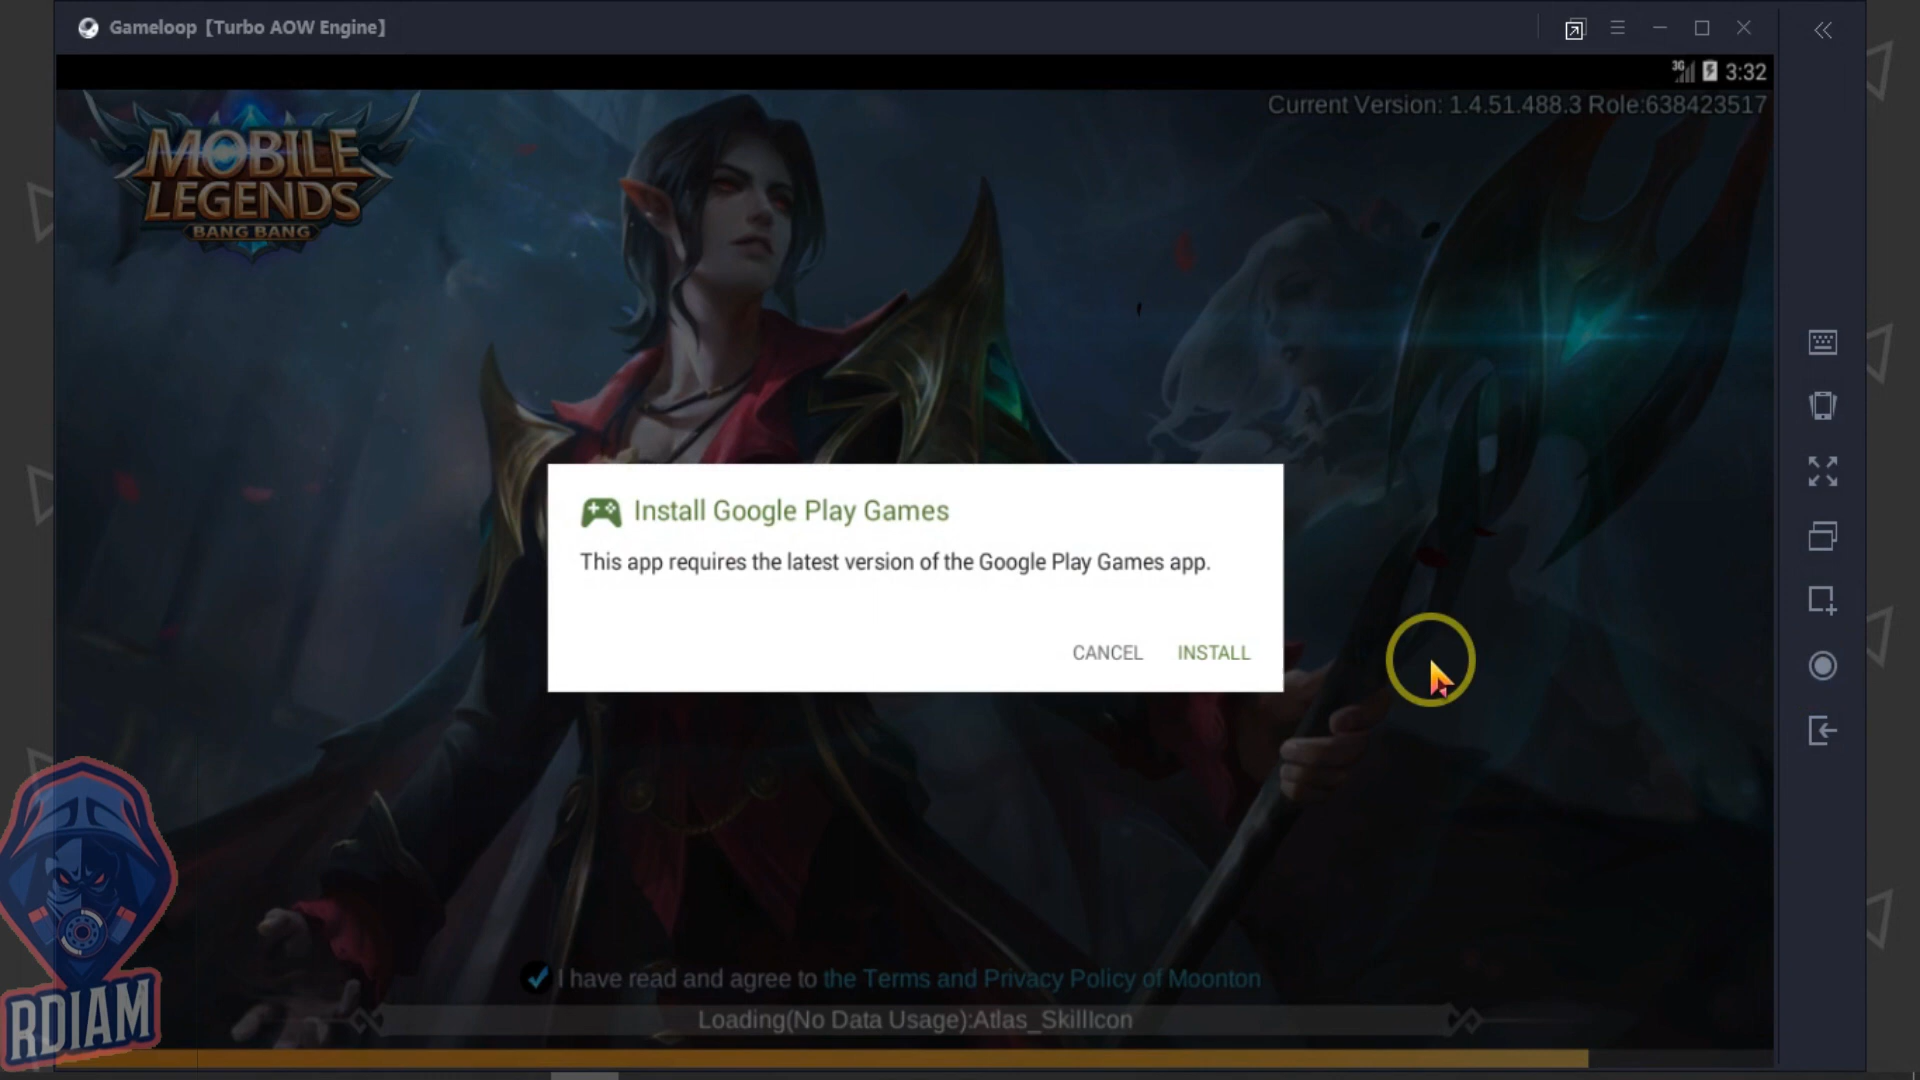 Gameloop【Turbo AOW Engine】
3G 3:32
Current Version: 1.4.51.488.3 Role:638423517
MOBILE
LEGENDS
BANG BANG
Install Google Play Games
This app requires the latest version of the Google Play Games app.
CANCEL INSTALL
I have read and agree to the Terms and Privacy Policy of Moonton
Loading(No Data Usage):Atlas_SkillIcon
RDIAM